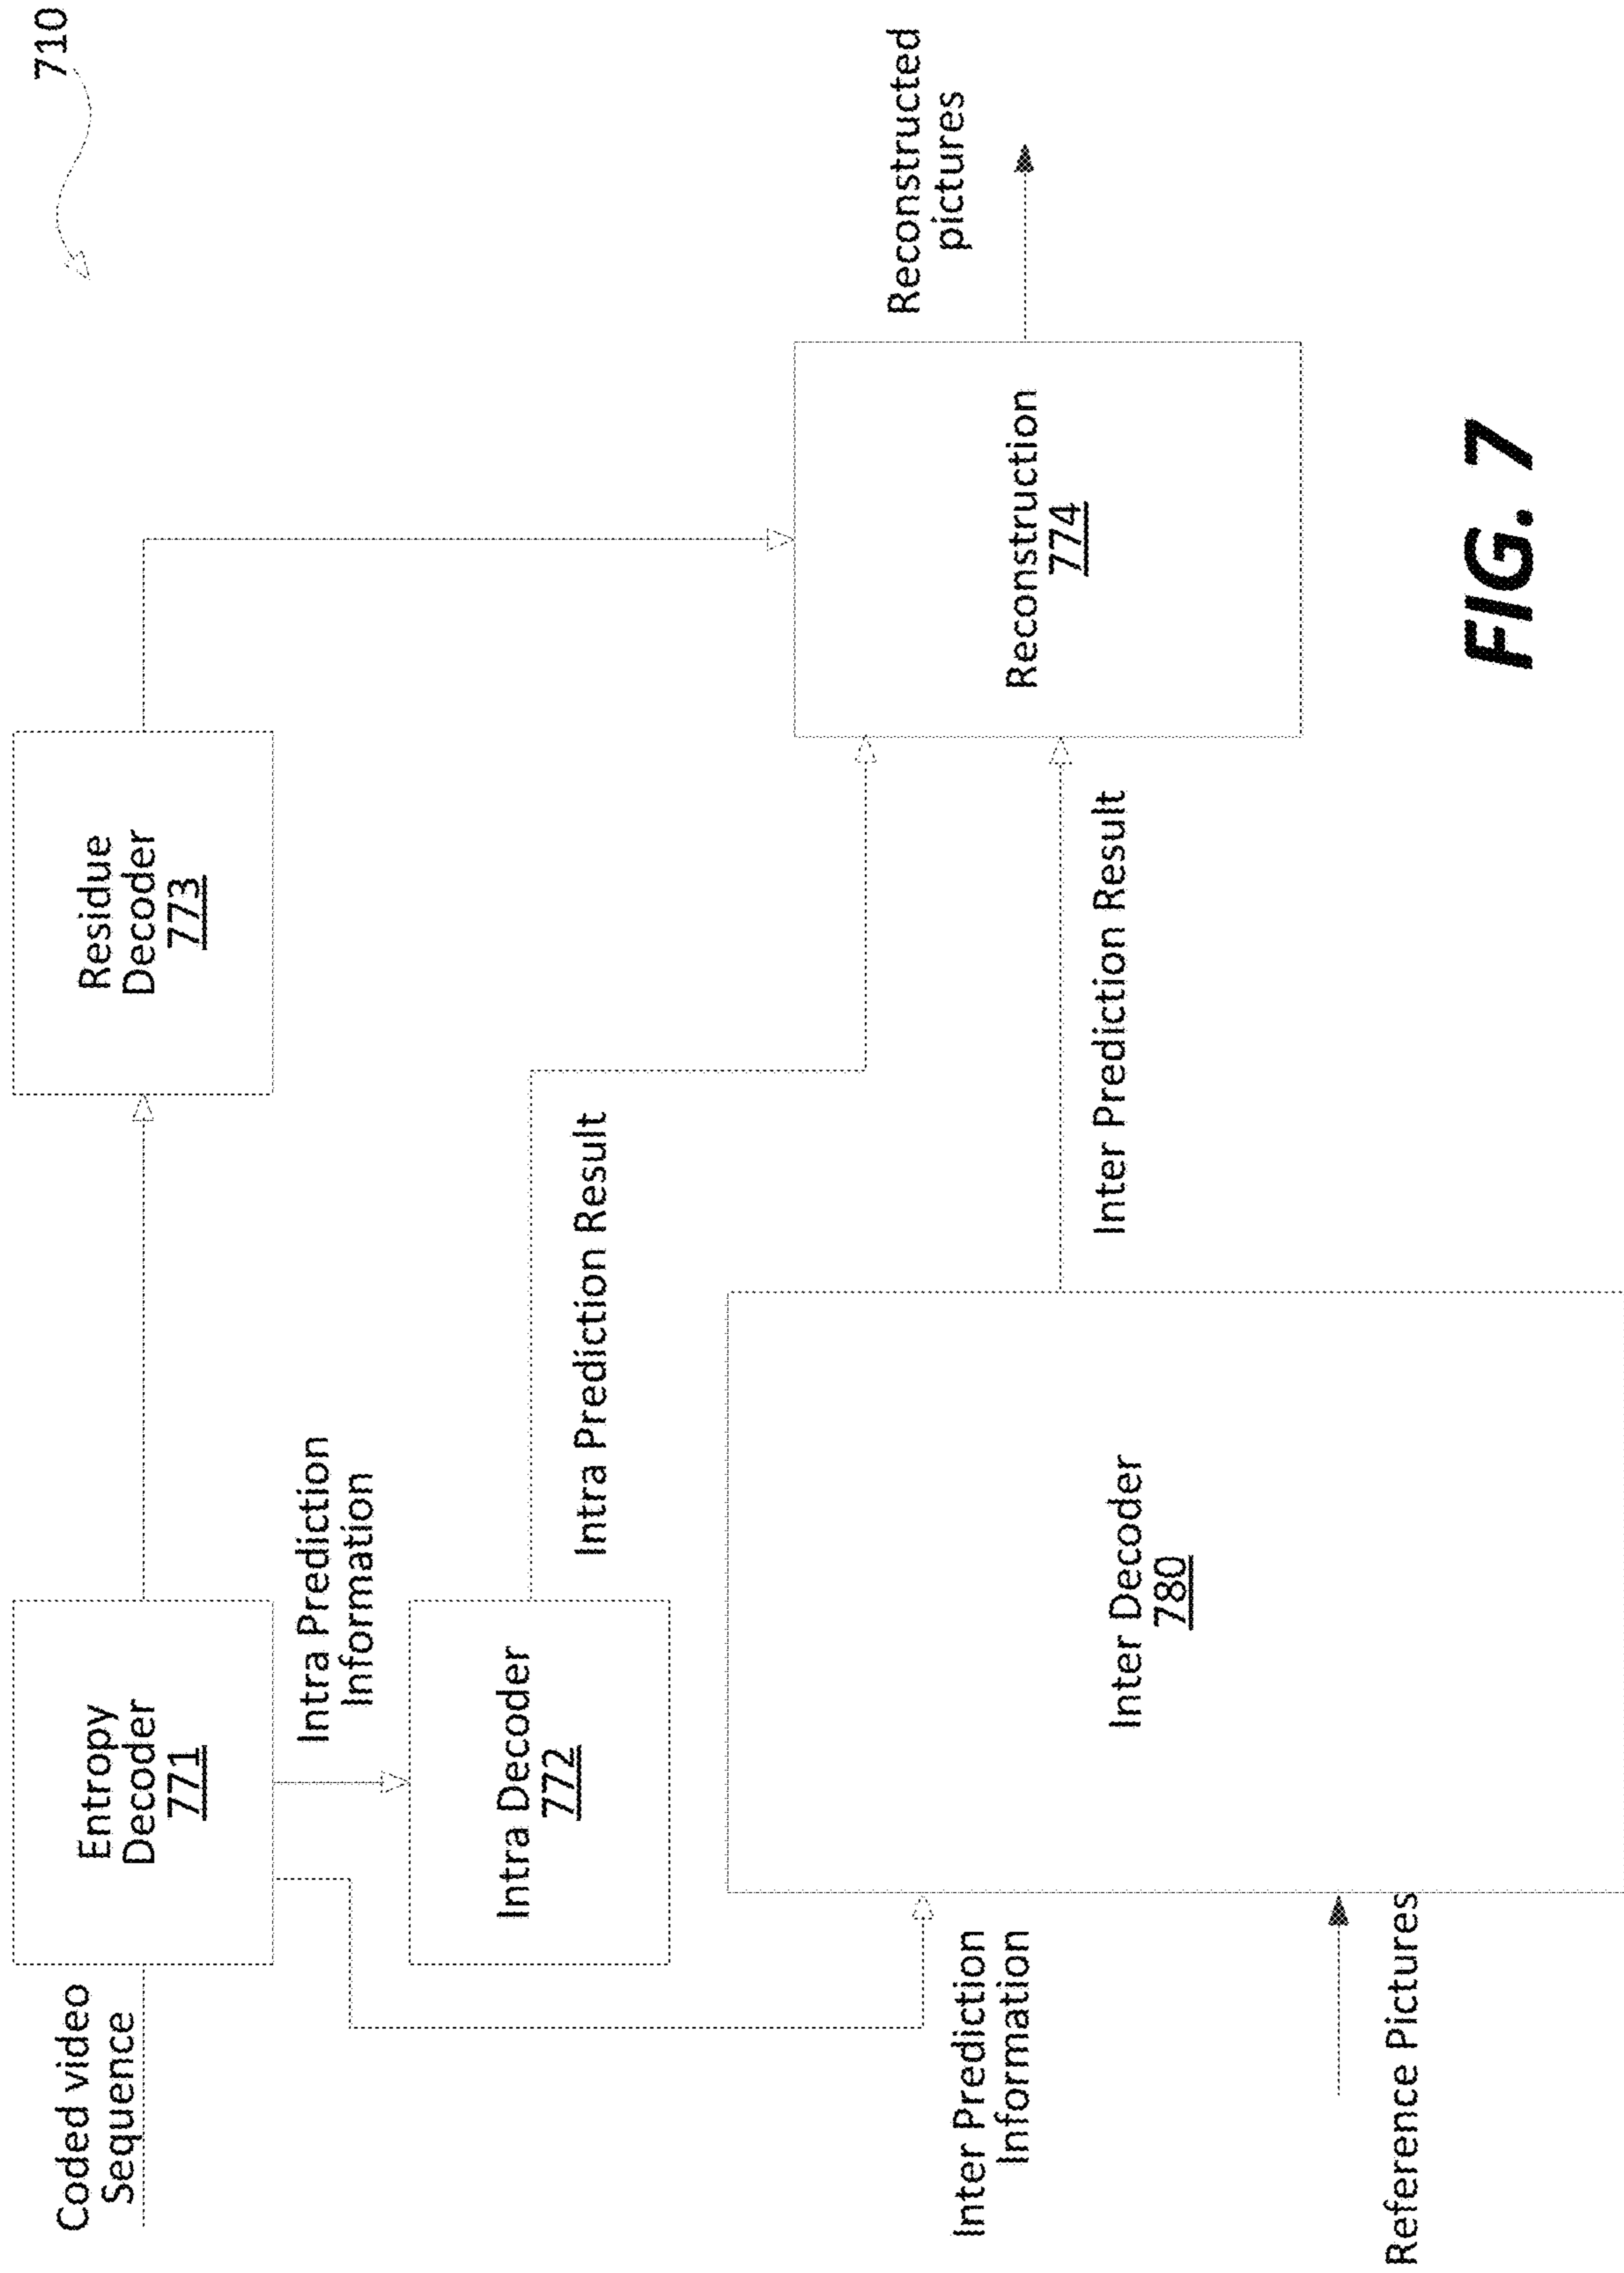 710
Coded video
Sequence
Entropy
Decoder
771
Residue
Decoder
773
Intra Prediction
Information
Intra Decoder
772
Intra Prediction Result
Reconstructed
pictures
Reconstruction
774
Inter Prediction
Information
Inter Decoder
780
Inter Prediction Result
Reference Pictures
FIG. 7